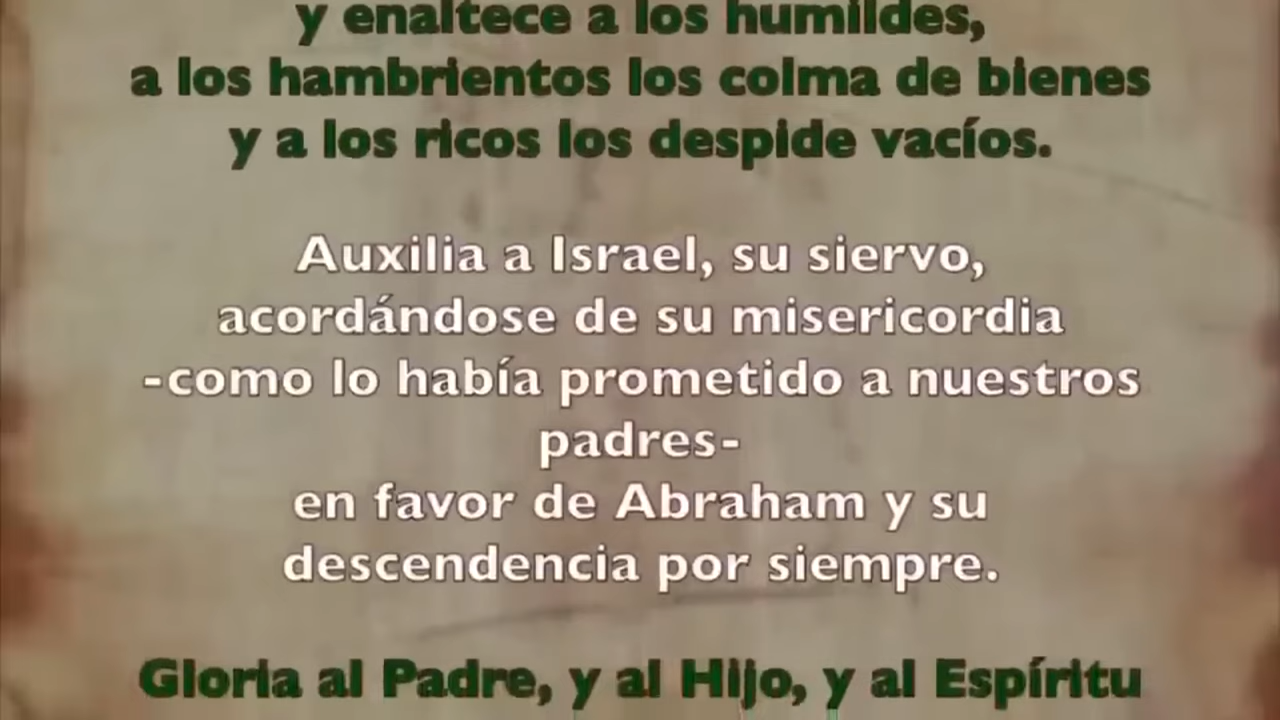 y enaltece a los humildes,
a los hambrientos los colma de bienes
y a los ricos los despide vacíos.
Auxilia a Israel, su siervo,
acordándose de su misericordia
-como lo había prometido a nuestros
padres-
en favor de Abraham y su
descendencia por siempre.
Gloria al Padre, y al Hijo, y al Espíritu